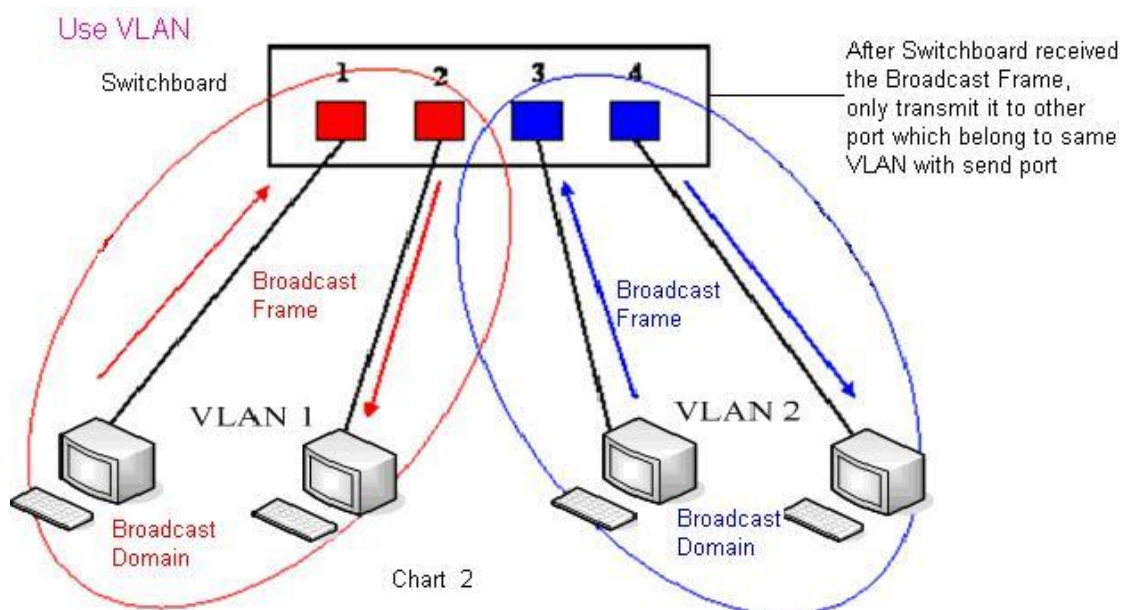 Use VLAN
Switchboard
1 2 3 4
After Switchboard received
the Broadcast Frame,
only transmit it to other
port which belong to same
VLAN with send port
Broadcast
Frame
Broadcast
Frame
VLAN 1
VLAN 2
Broadcast
Domain
Broadcast
Domain
Chart 2